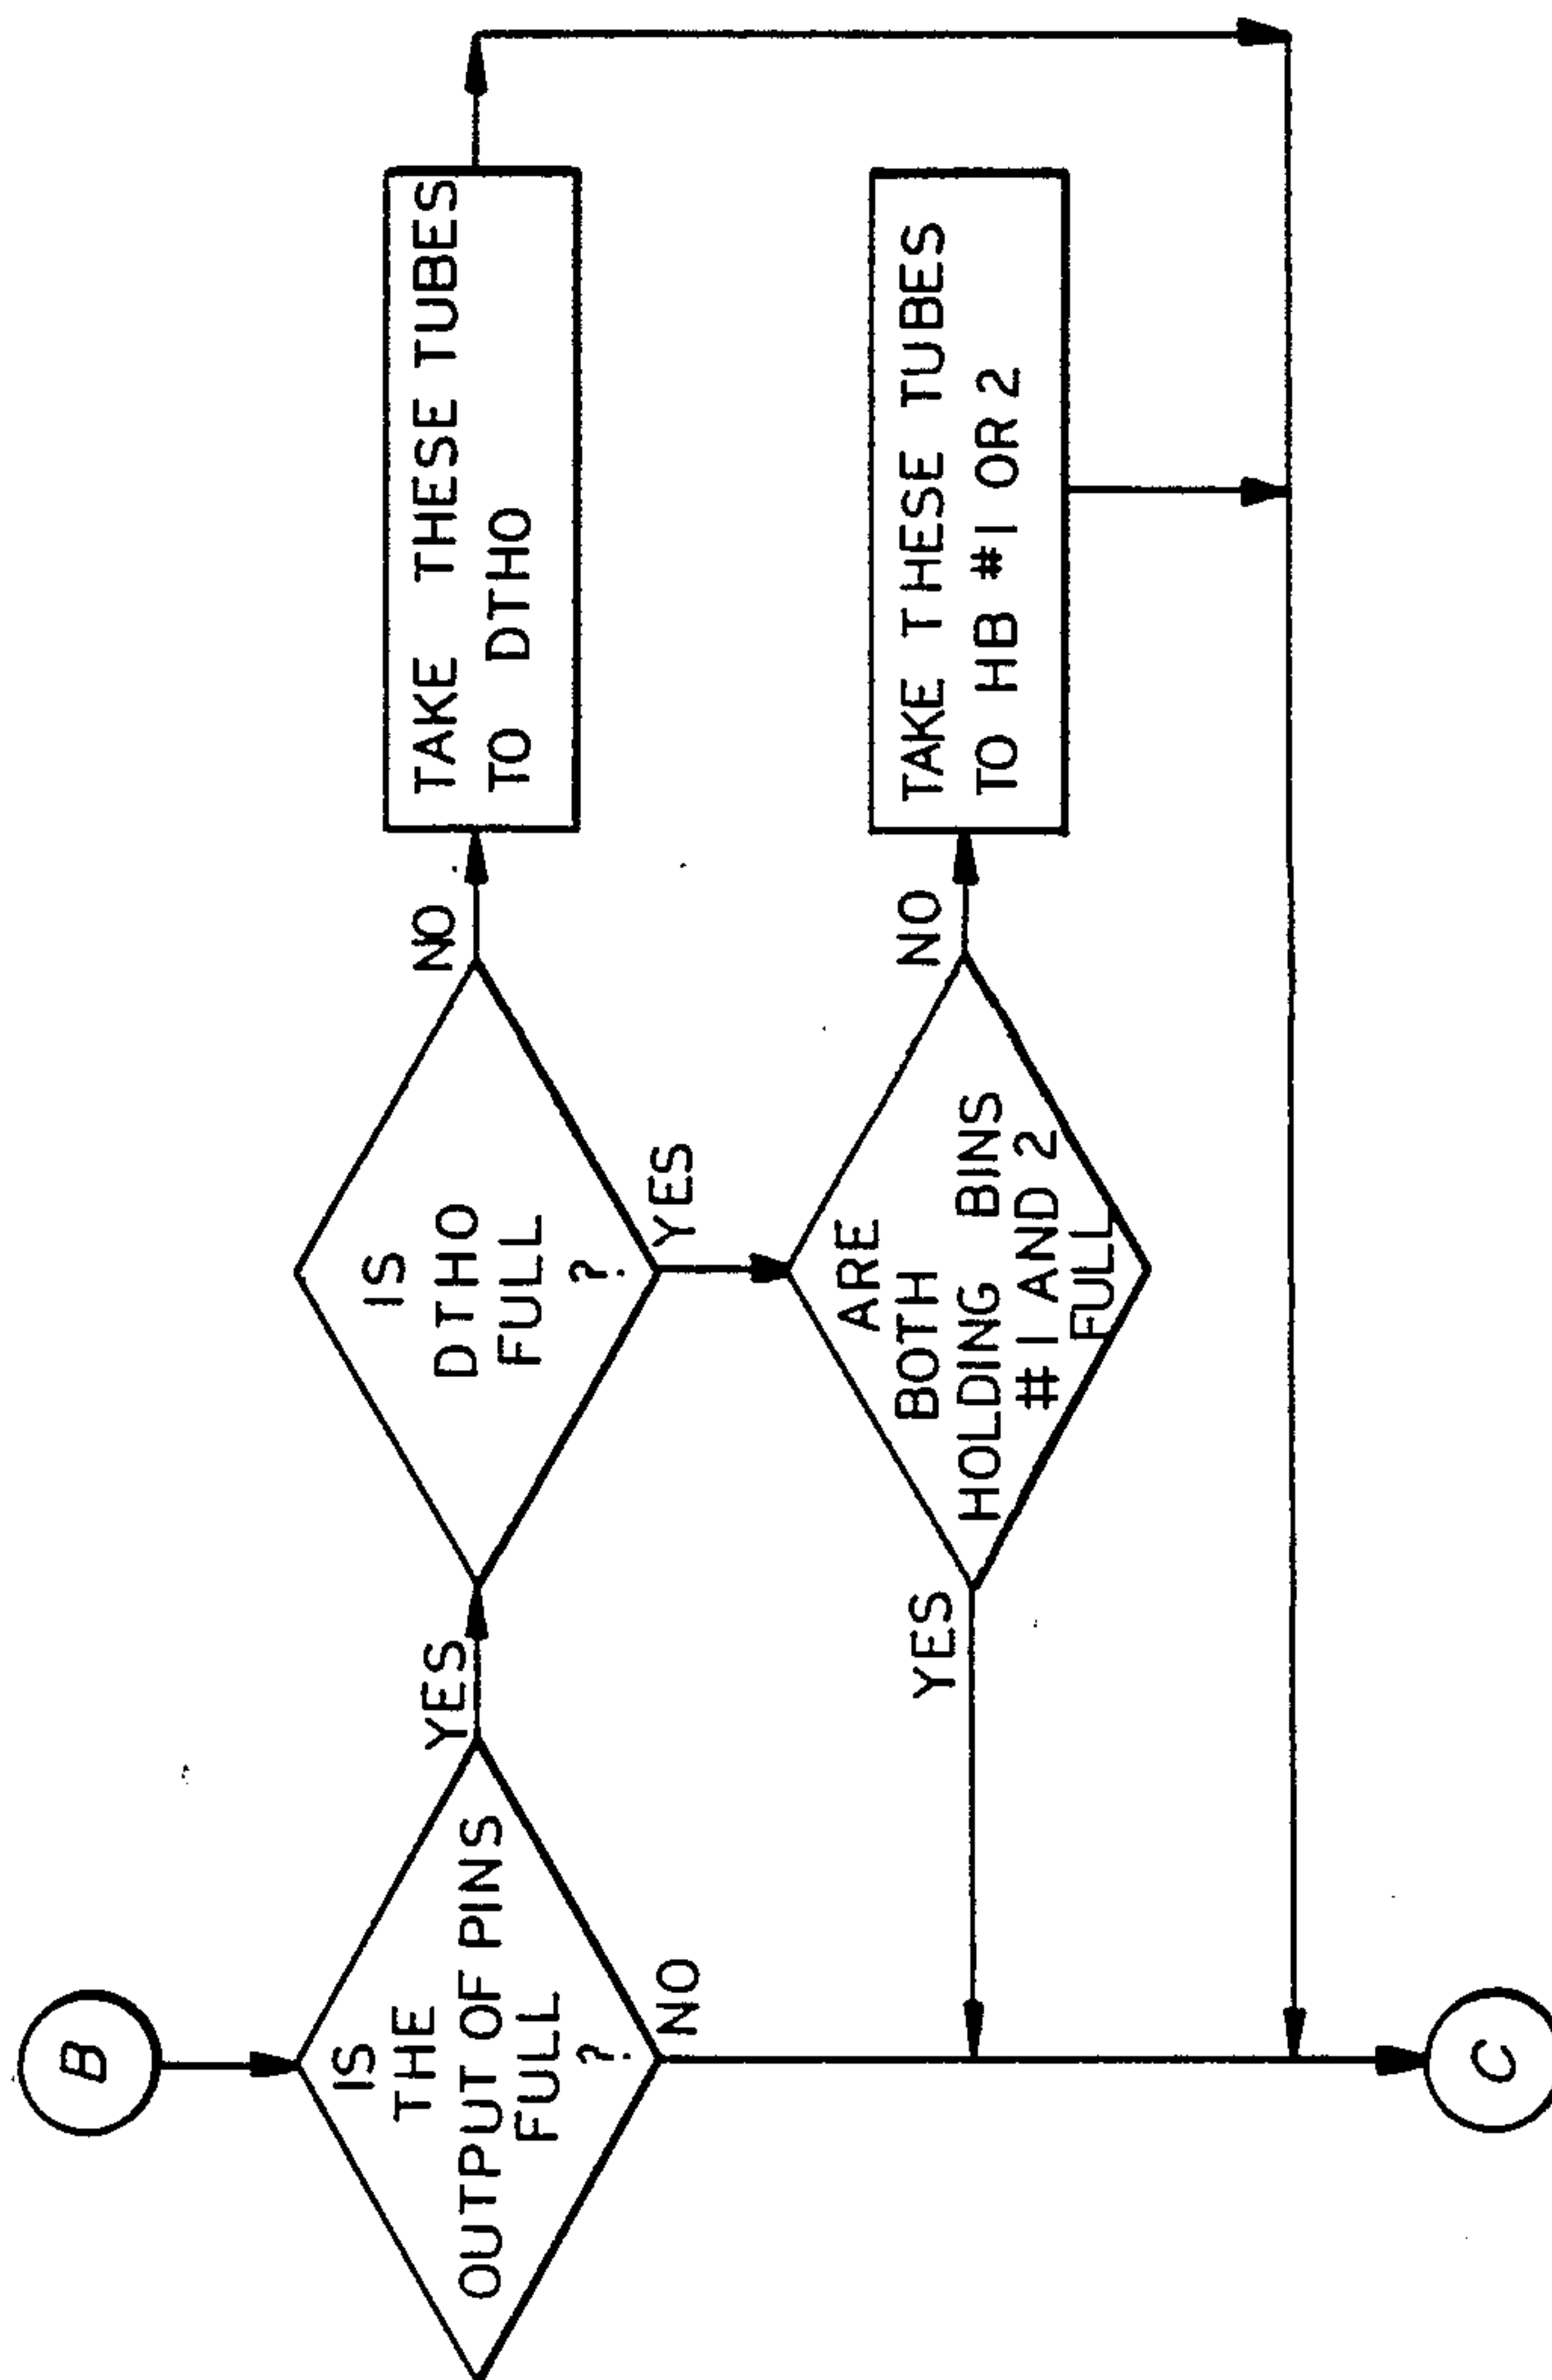 B
IS
THE
OUTPUT OF PINS
FULL
?
YES
NO
IS
DTHO
FULL
?
NO
YES
TAKE THESE TUBES
TO DTHO
ARE
BOTH
HOLDING BINS
#1 AND 2
FULL
YES
NO
TAKE THESE TUBES
TO HB #1 OR 2
C